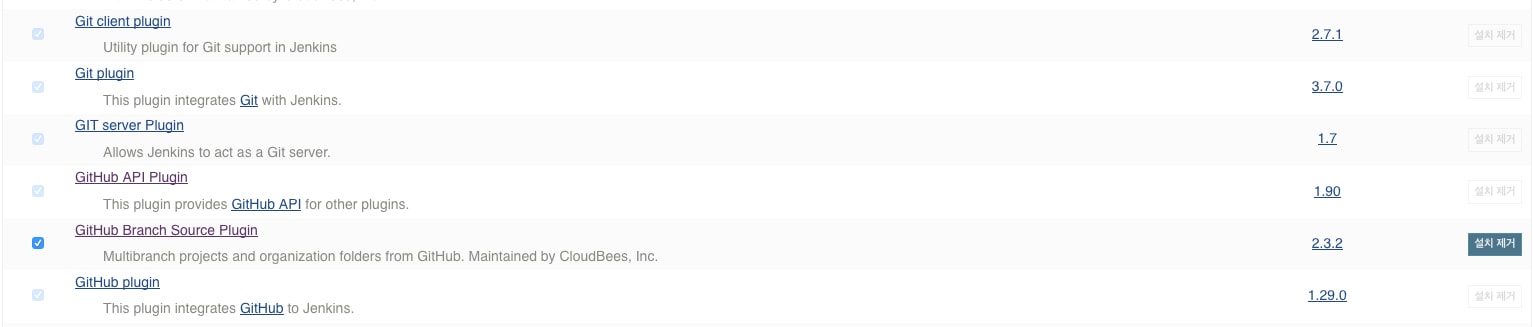 Git client plugin
Utility plugin for Git support in Jenkins
2.7.1
설치 제거
Git plugin
This plugin integrates Git with Jenkins.
3.7.0
설치 제거
GIT server Plugin
Allows Jenkins to act as a Git server.
1.7
설치 제거
GitHub API Plugin
This plugin provides GitHub API for other plugins.
1.90
설치 제거
GitHub Branch Source Plugin
Multibranch projects and organization folders from GitHub. Maintained by CloudBees, Inc.
2.3.2
설치 제거
GitHub plugin
This plugin integrates GitHub to Jenkins.
1.29.0
설치 제거